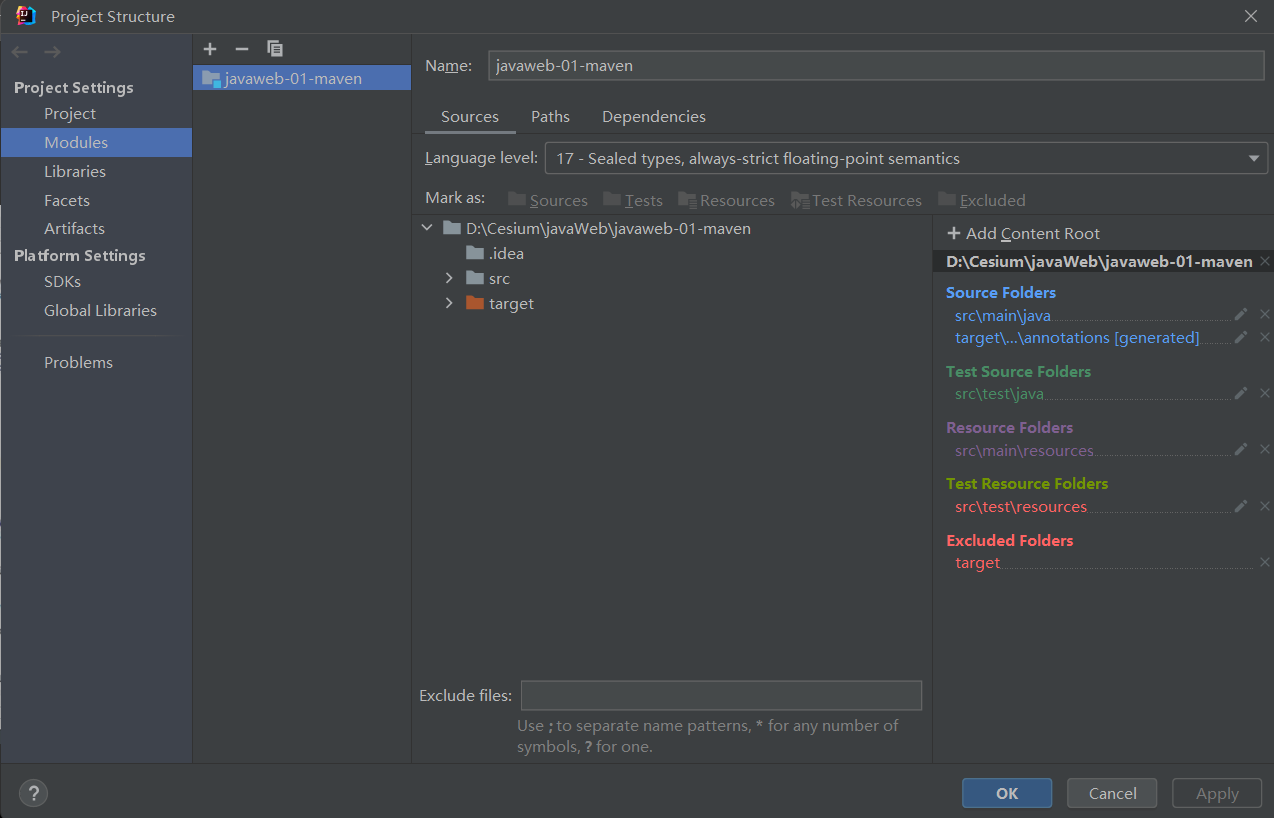 Project Structure
Project Settings
Project
Modules
Libraries
Facets
Artifacts
Platform Settings
SDKs
Global Libraries
Problems
javaweb-01-maven
Name: javaweb-01-maven
Sources Paths Dependencies
Language level: 17 - Sealed types, always-strict floating-point semantics
Mark as: Sources Tests Resources Test Resources Excluded
D:\Cesium\javaWeb\javaweb-01-maven
.idea
src
target
Exclude files:
Use ; to separate name patterns, * for any number of
symbols, ? for one.
+ Add Content Root
D:\Cesium\javaWeb\javaweb-01-maven
Source Folders
src\main\java
target\...\annotations [generated]
Test Source Folders
src\test\java
Resource Folders
src\main\resources
Test Resource Folders
src\test\resources
Excluded Folders
target
?
OK Cancel Apply